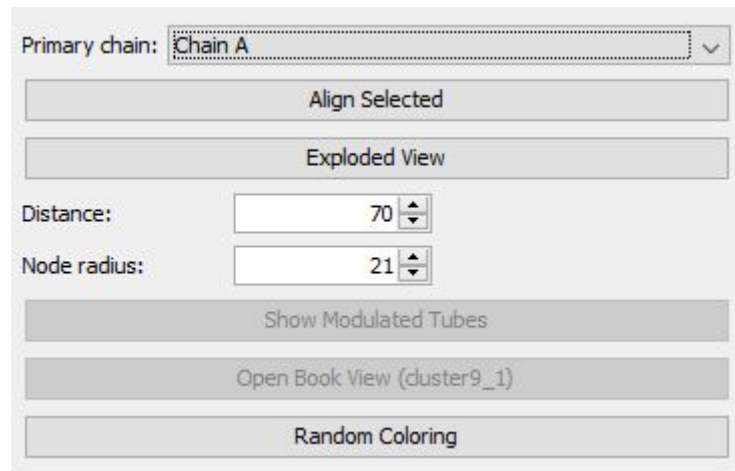 Primary chain: Chain A
Align Selected
Exploded View
Distance: 70
Node radius: 21
Show Modulated Tubes
Open Book View (cluster9_1)
Random Coloring